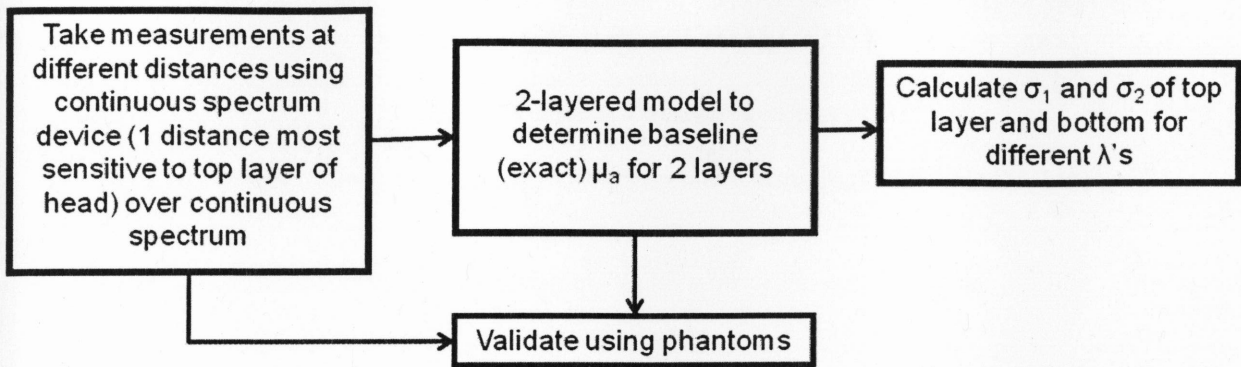 Take measurements at
different distances using
continuous spectrum
device (1 distance most
sensitive to top layer of
head) over continuous
spectrum
2-layered model to
determine baseline
(exact) μₐ for 2 layers
Calculate σ₁ and σ₂ of top
layer and bottom for
different λ's
Validate using phantoms